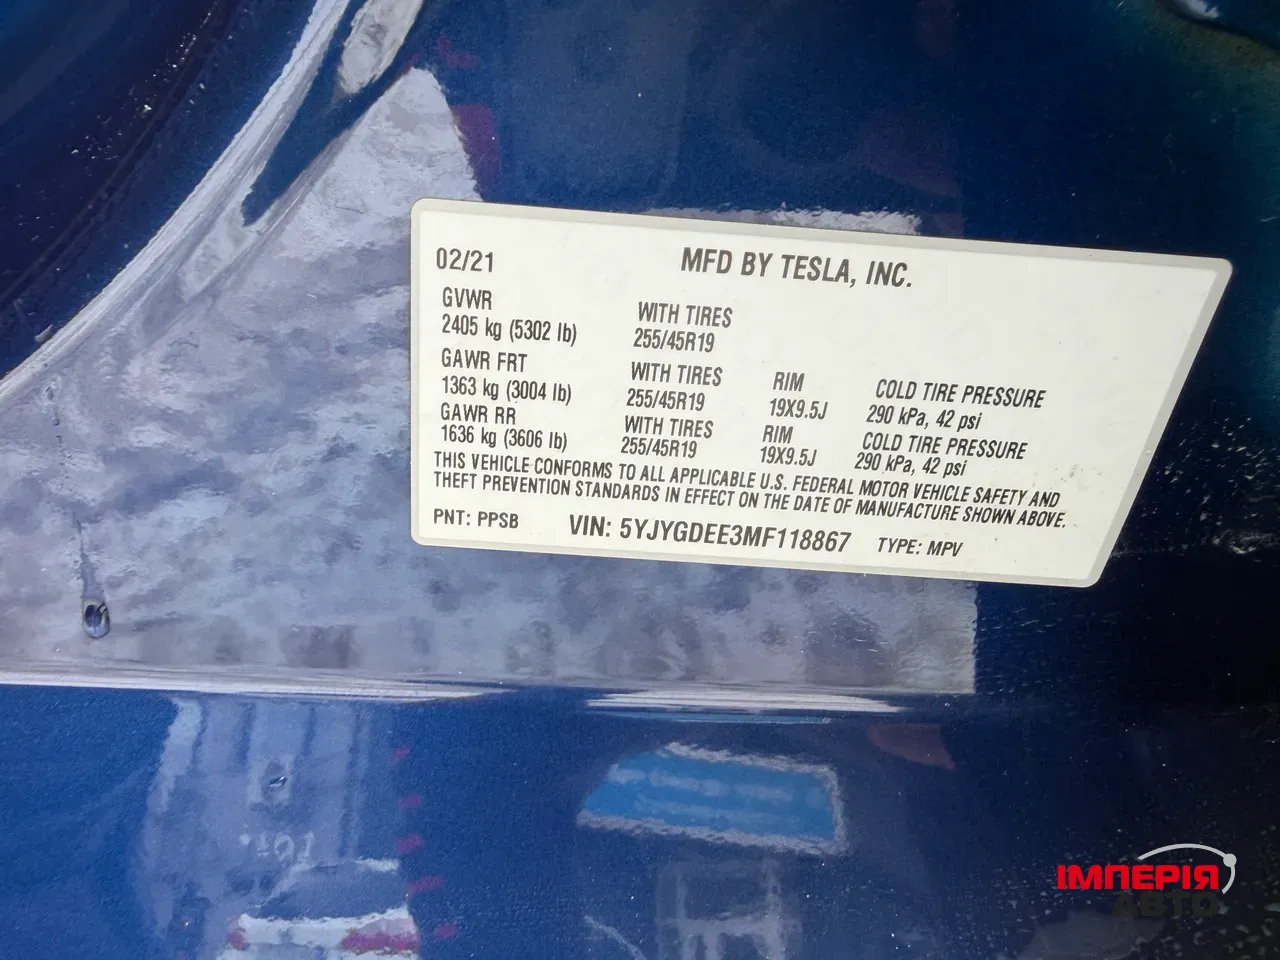 02/21 MFD BY TESLA, INC.
GVWR WITH TIRES
2405 kg (5302 lb) 255/45R19
GAWR FRT WITH TIRES RIM COLD TIRE PRESSURE
1363 kg (3004 lb) 255/45R19 19X9.5J 290 kPa, 42 psi
GAWR RR WITH TIRES RIM COLD TIRE PRESSURE
1636 kg (3606 lb) 255/45R19 19X9.5J 290 kPa, 42 psi
THIS VEHICLE CONFORMS TO ALL APPLICABLE U.S. FEDERAL MOTOR VEHICLE SAFETY AND
THEFT PREVENTION STANDARDS IN EFFECT ON THE DATE OF MANUFACTURE SHOWN ABOVE.
PNT: PPSB VIN: 5YJYGDEE3MF118867 TYPE: MPV
ІМПЕРІЯ
АВТО